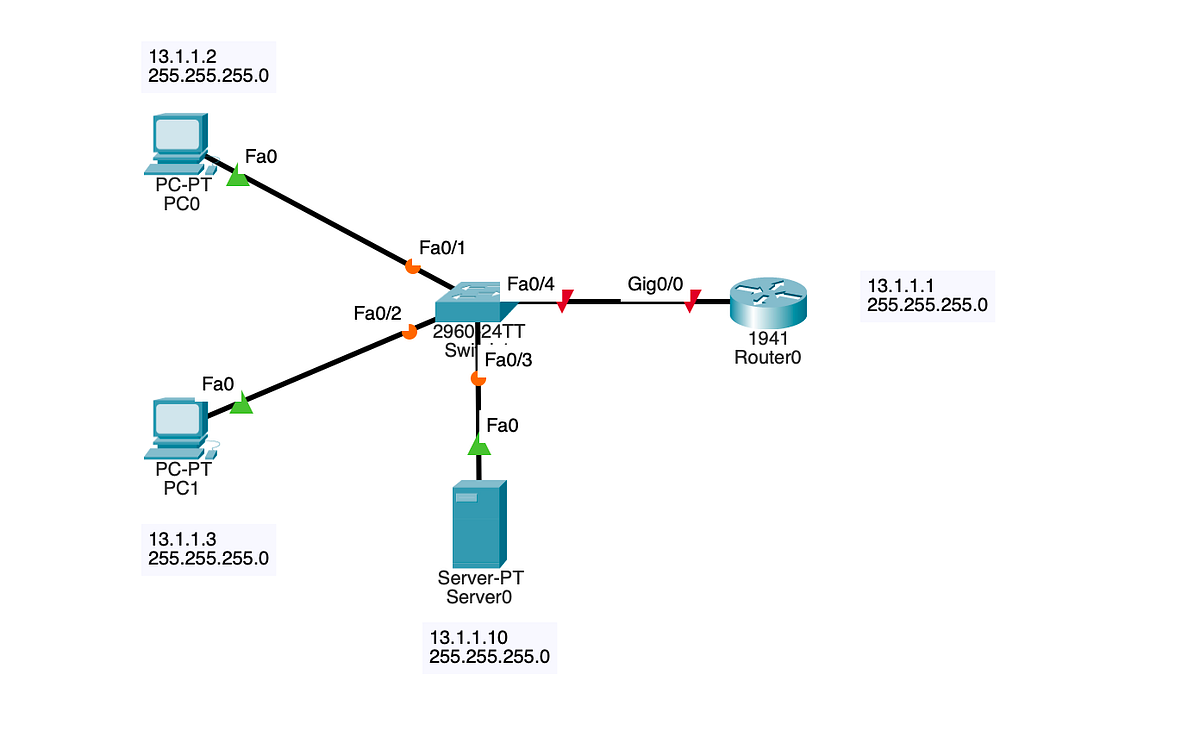 13.1.1.2
255.255.255.0
Fa0
PC-PT
PC0
Fa0/1
Fa0/4
Gig0/0
13.1.1.1
255.255.255.0
Fa0/2
2960 24TT
1941
Router0
Fa0/3
Fa0
PC-PT
PC1
Fa0
13.1.1.3
255.255.255.0
Server-PT
Server0
13.1.1.10
255.255.255.0